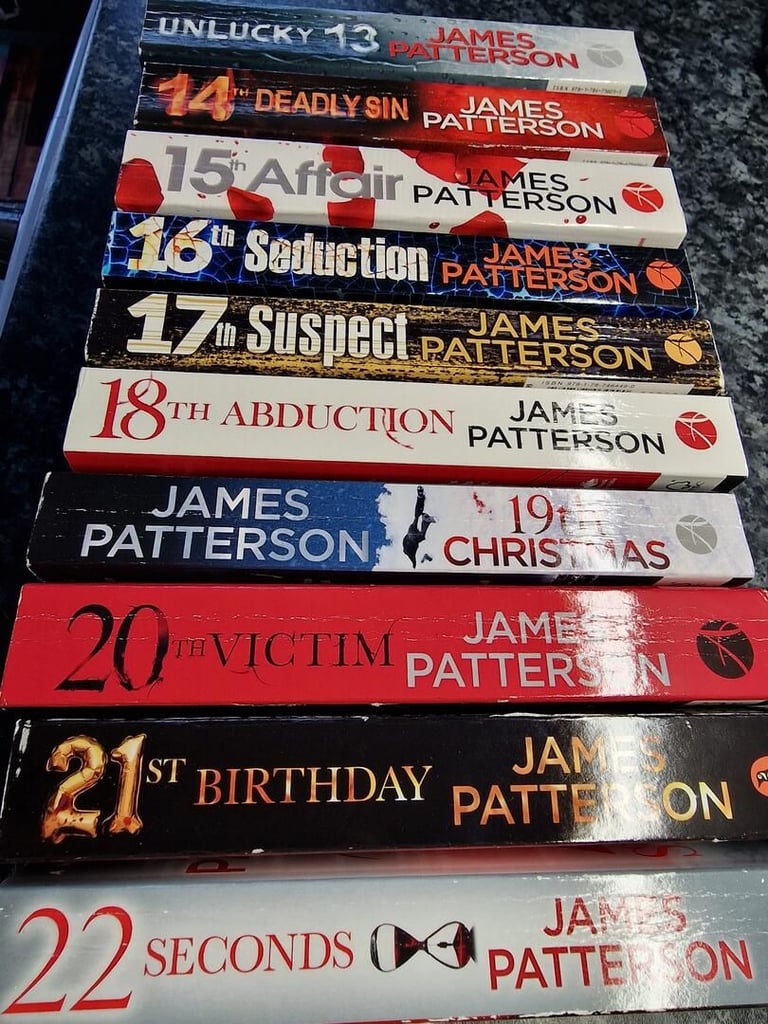 UNLUCKY 13 JAMES
PATTERSON
14TH DEADLY SIN JAMES
PATTERSON
15th Affair JAMES
PATTERSON
16th Seduction JAMES
PATTERSON
17th Suspect JAMES
PATTERSON
18TH ABDUCTION JAMES
PATTERSON
JAMES
PATTERSON
19th
CHRISTMAS
20TH VICTIM JAMES
PATTERSON
21ST BIRTHDAY JAMES
PATTERSON
22 SECONDS JAMES
PATTERSON